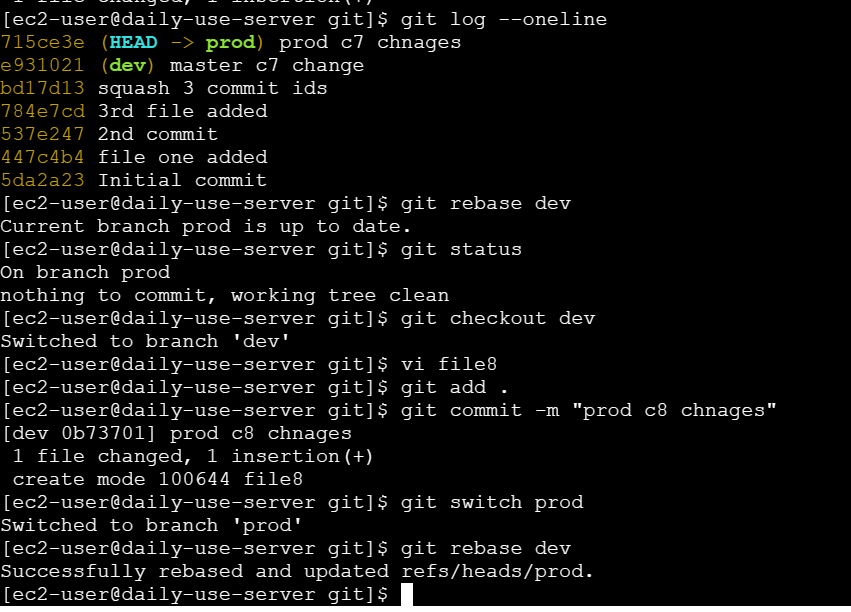 1 file changed, 1 insertion(+)
[ec2-user@daily-use-server git]$ git log --oneline
715ce3e (HEAD -> prod) prod c7 chnages
e931021 (dev) master c7 change
bd17d13 squash 3 commit ids
784e7cd 3rd file added
537e247 2nd commit
447c4b4 file one added
5da2a23 Initial commit
[ec2-user@daily-use-server git]$ git rebase dev
Current branch prod is up to date.
[ec2-user@daily-use-server git]$ git status
On branch prod
nothing to commit, working tree clean
[ec2-user@daily-use-server git]$ git checkout dev
Switched to branch 'dev'
[ec2-user@daily-use-server git]$ vi file8
[ec2-user@daily-use-server git]$ git add .
[ec2-user@daily-use-server git]$ git commit -m "prod c8 chnages"
[dev 0b73701] prod c8 chnages
 1 file changed, 1 insertion(+)
 create mode 100644 file8
[ec2-user@daily-use-server git]$ git switch prod
Switched to branch 'prod'
[ec2-user@daily-use-server git]$ git rebase dev
Successfully rebased and updated refs/heads/prod.
[ec2-user@daily-use-server git]$